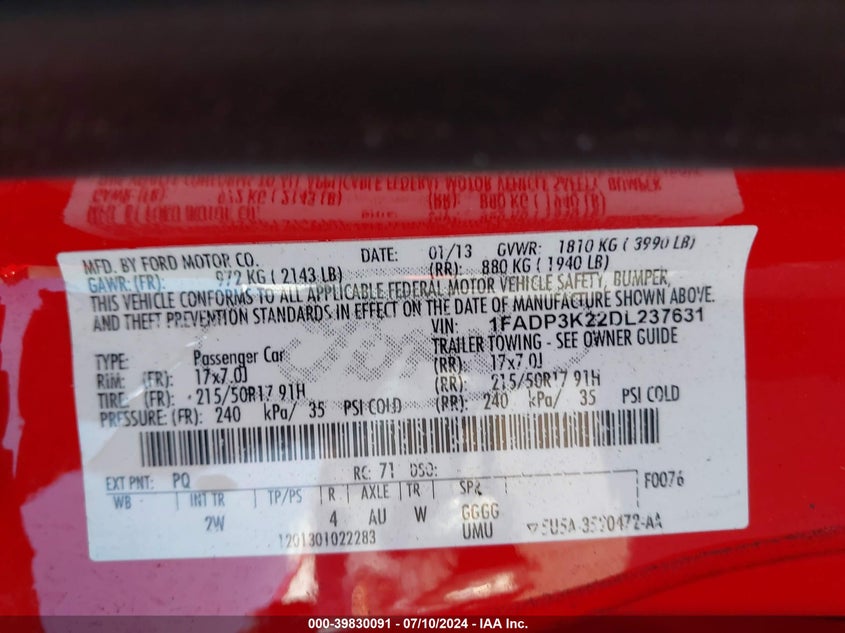 MFD. BY FORD MOTOR CO. DATE: 01/13 GVWR: 1810 KG ( 3990 LB)
GAWR: (FR): 972 KG ( 2143 LB) (RR): 880 KG ( 1940 LB)
THIS VEHICLE CONFORMS TO ALL APPLICABLE FEDERAL MOTOR VEHICLE SAFETY, BUMPER,
AND THEFT PREVENTION STANDARDS IN EFFECT ON THE DATE OF MANUFACTURE SHOWN ABOVE.
VIN: 1FADP3K22DL237631
TYPE: Passenger Car TRAILER TOWING - SEE OWNER GUIDE
RIM: (FR): 17x7.0J (RR): 17x7.0J
TIRE: (FR): 215/50R17 91H (RR): 215/50R17 91H
PRESSURE: (FR): 240 kPa/ 35 PSI COLD (RR): 240 kPa/ 35 PSI COLD
EXT PNT: PQ RC: 71 DSO: F0076
WB INT TR TP/PS R AXLE TR SPR
2W 4 AU W GGGG
1201301022283 UMU
000-39830091 - 07/10/2024 - IAA Inc.